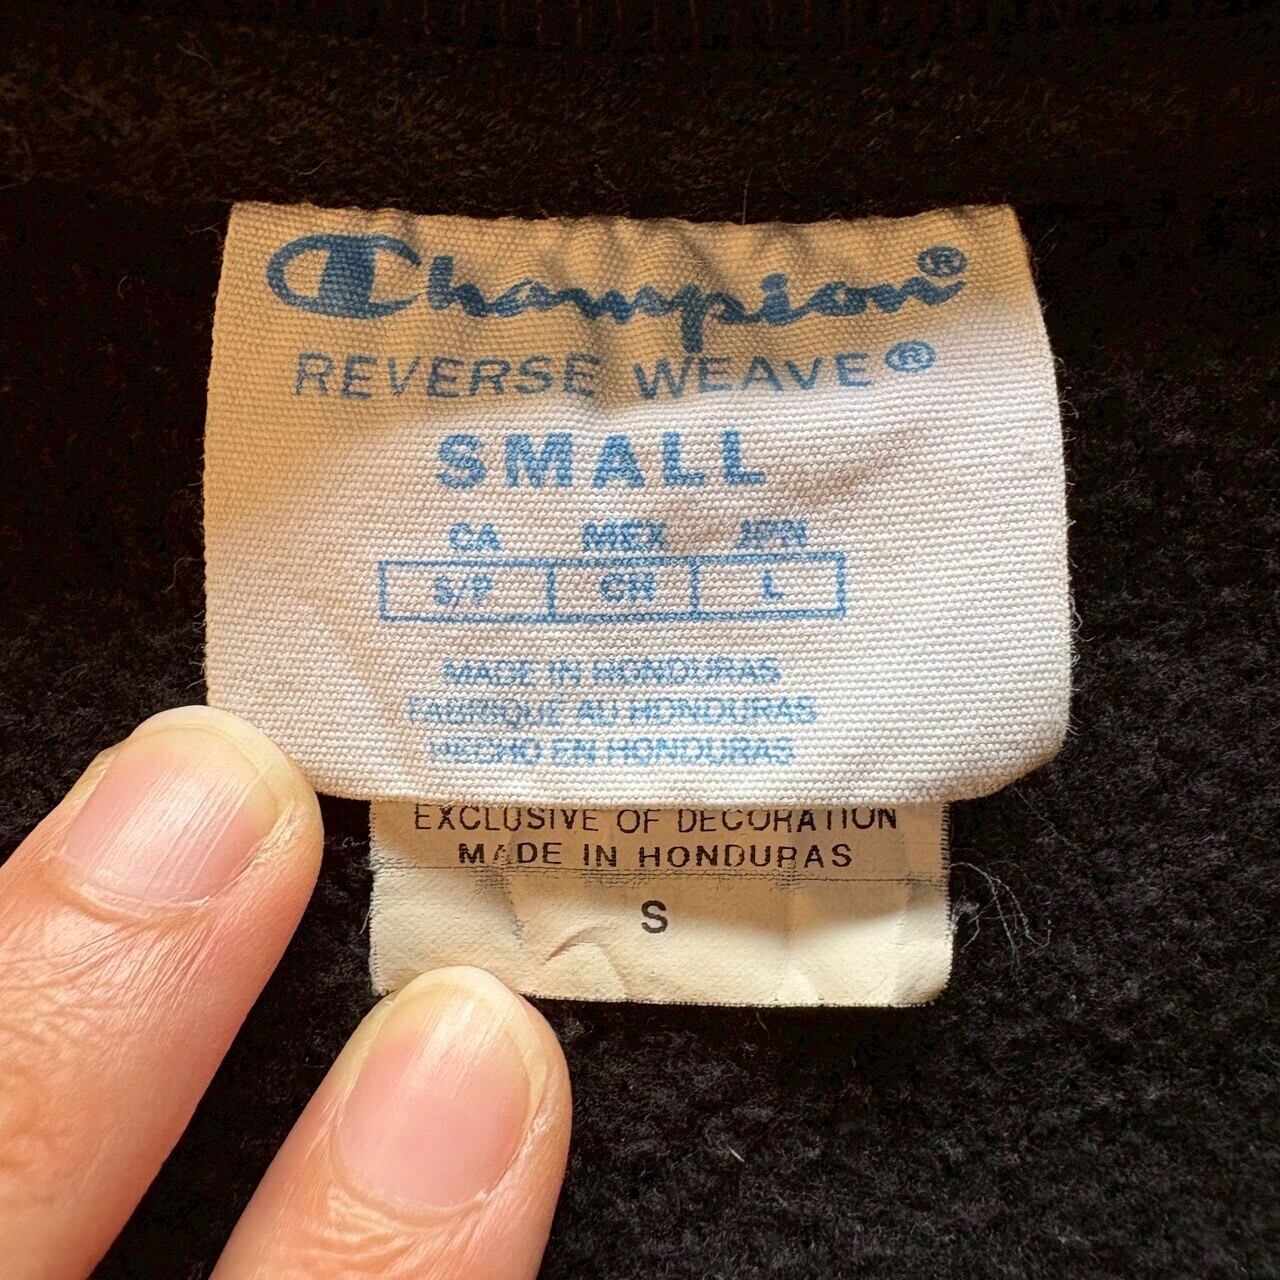 Champion®
REVERSE WEAVE®
SMALL
CA MEX JPN
S/P CH L
MADE IN HONDURAS
FABRIQUÉ AU HONDURAS
HECHO EN HONDURAS
EXCLUSIVE OF DECORATION
MADE IN HONDURAS
S